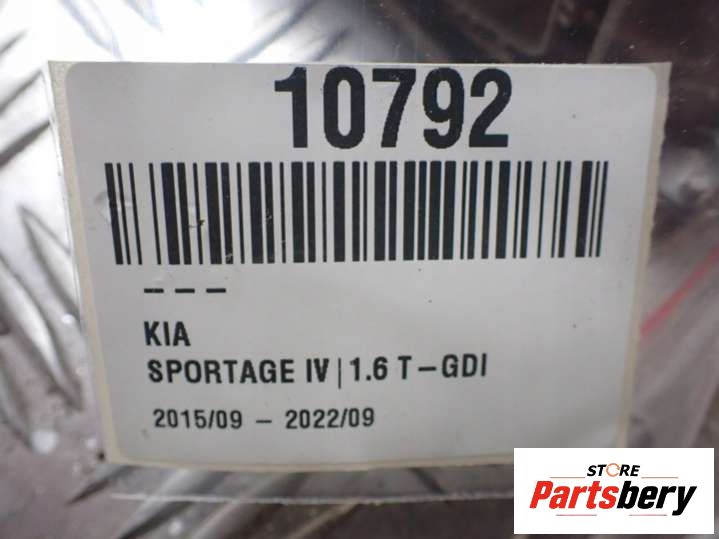 10792
---
KIA
SPORTAGE IV | 1.6 T-GDI
2015/09 - 2022/09
STORE
Partsbery